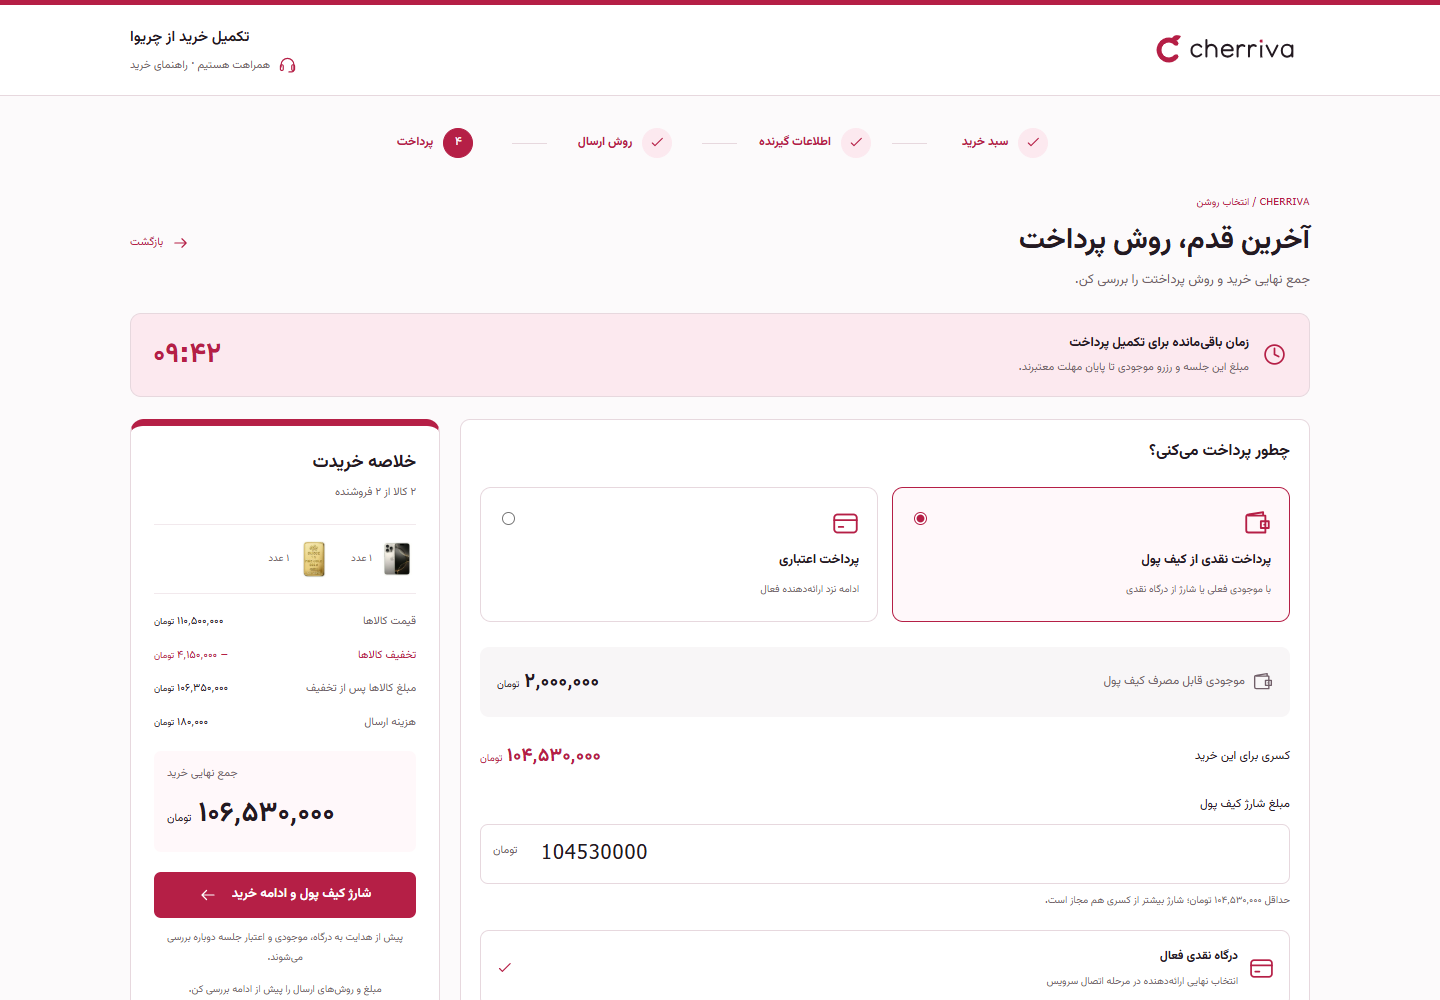 cherriva
تکمیل خرید از چریوا
همراهت هستیم · راهنمای خرید
سبد خرید
اطلاعات گیرنده
روش ارسال
۴ پرداخت
CHERRIVA / انتخاب روشن
آخرین قدم، روش پرداخت
جمع نهایی خرید و روش پرداختت را بررسی کن.
بازگشت
زمان باقی‌مانده برای تکمیل پرداخت
مبلغ این جلسه و رزرو موجودی تا پایان مهلت معتبرند.
۰۹:۴۲
چطور پرداخت می‌کنی؟
پرداخت نقدی از کیف پول
با موجودی فعلی یا شارژ از درگاه نقدی
پرداخت اعتباری
ادامه نزد ارائه‌دهنده فعال
موجودی قابل مصرف کیف پول
۲,۰۰۰,۰۰۰ تومان
کسری برای این خرید
۱۰۴,۵۳۰,۰۰۰ تومان
مبلغ شارژ کیف پول
104530000 تومان
حداقل ۱۰۴,۵۳۰,۰۰۰ تومان؛ شارژ بیشتر از کسری هم مجاز است.
درگاه نقدی فعال
انتخاب نهایی ارائه‌دهنده در مرحله اتصال سرویس
خلاصه خریدت
۲ کالا از ۲ فروشنده
۱ عدد
۱ عدد
قیمت کالاها
۱۱۰,۵۰۰,۰۰۰ تومان
تخفیف کالاها
− ۴,۱۵۰,۰۰۰ تومان
مبلغ کالاها پس از تخفیف
۱۰۶,۳۵۰,۰۰۰ تومان
هزینه ارسال
۱۸۰,۰۰۰ تومان
جمع نهایی خرید
۱۰۶,۵۳۰,۰۰۰ تومان
شارژ کیف پول و ادامه خرید
پیش از هدایت به درگاه، موجودی و اعتبار جلسه دوباره بررسی
می‌شوند.
مبلغ و روش‌های ارسال را پیش از ادامه بررسی کن.